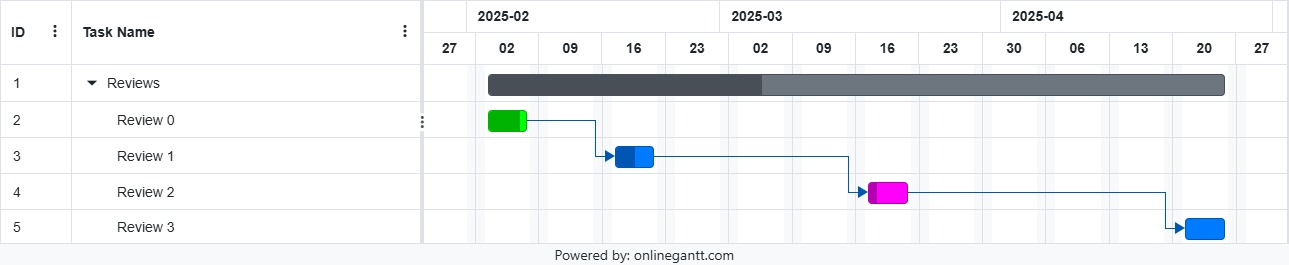 ID Task Name 2025-02 2025-03 2025-04
27 02 09 16 23 02 09 16 23 30 06 13 20 27
1 Reviews
2 Review 0
3 Review 1
4 Review 2
5 Review 3
Powered by: onlinegantt.com